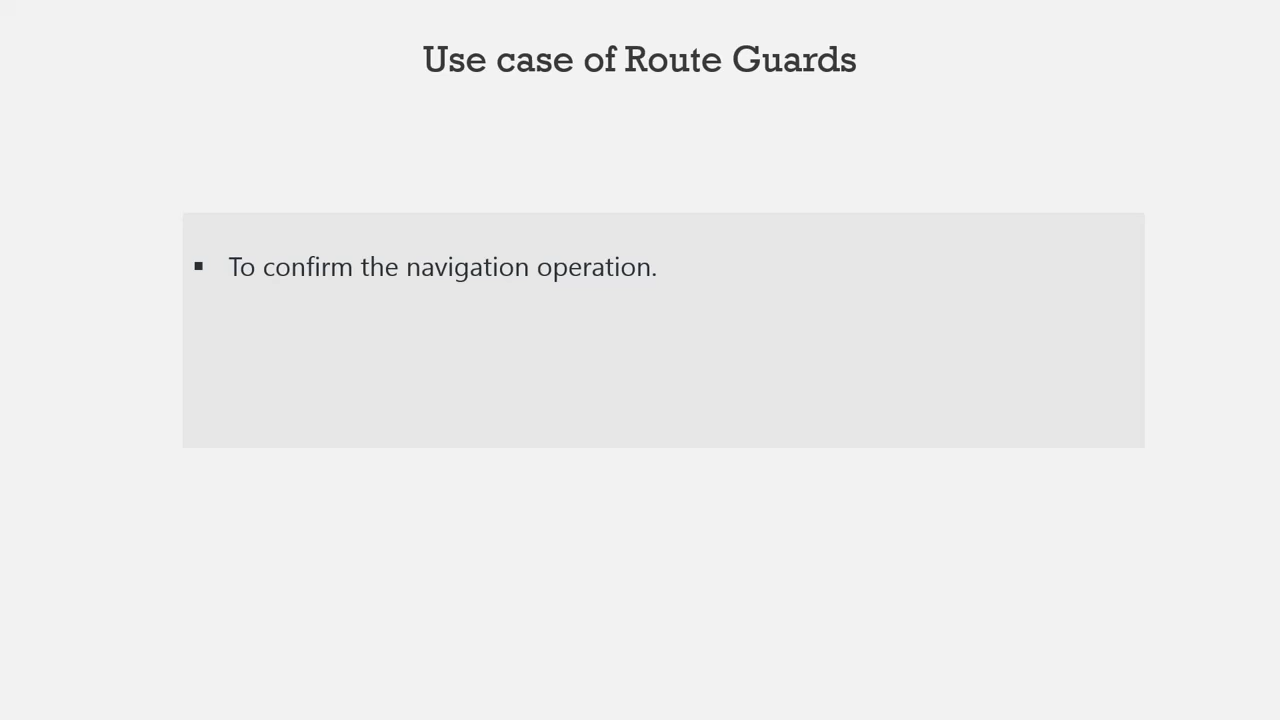 Use case of Route Guards
▪ To confirm the navigation operation.